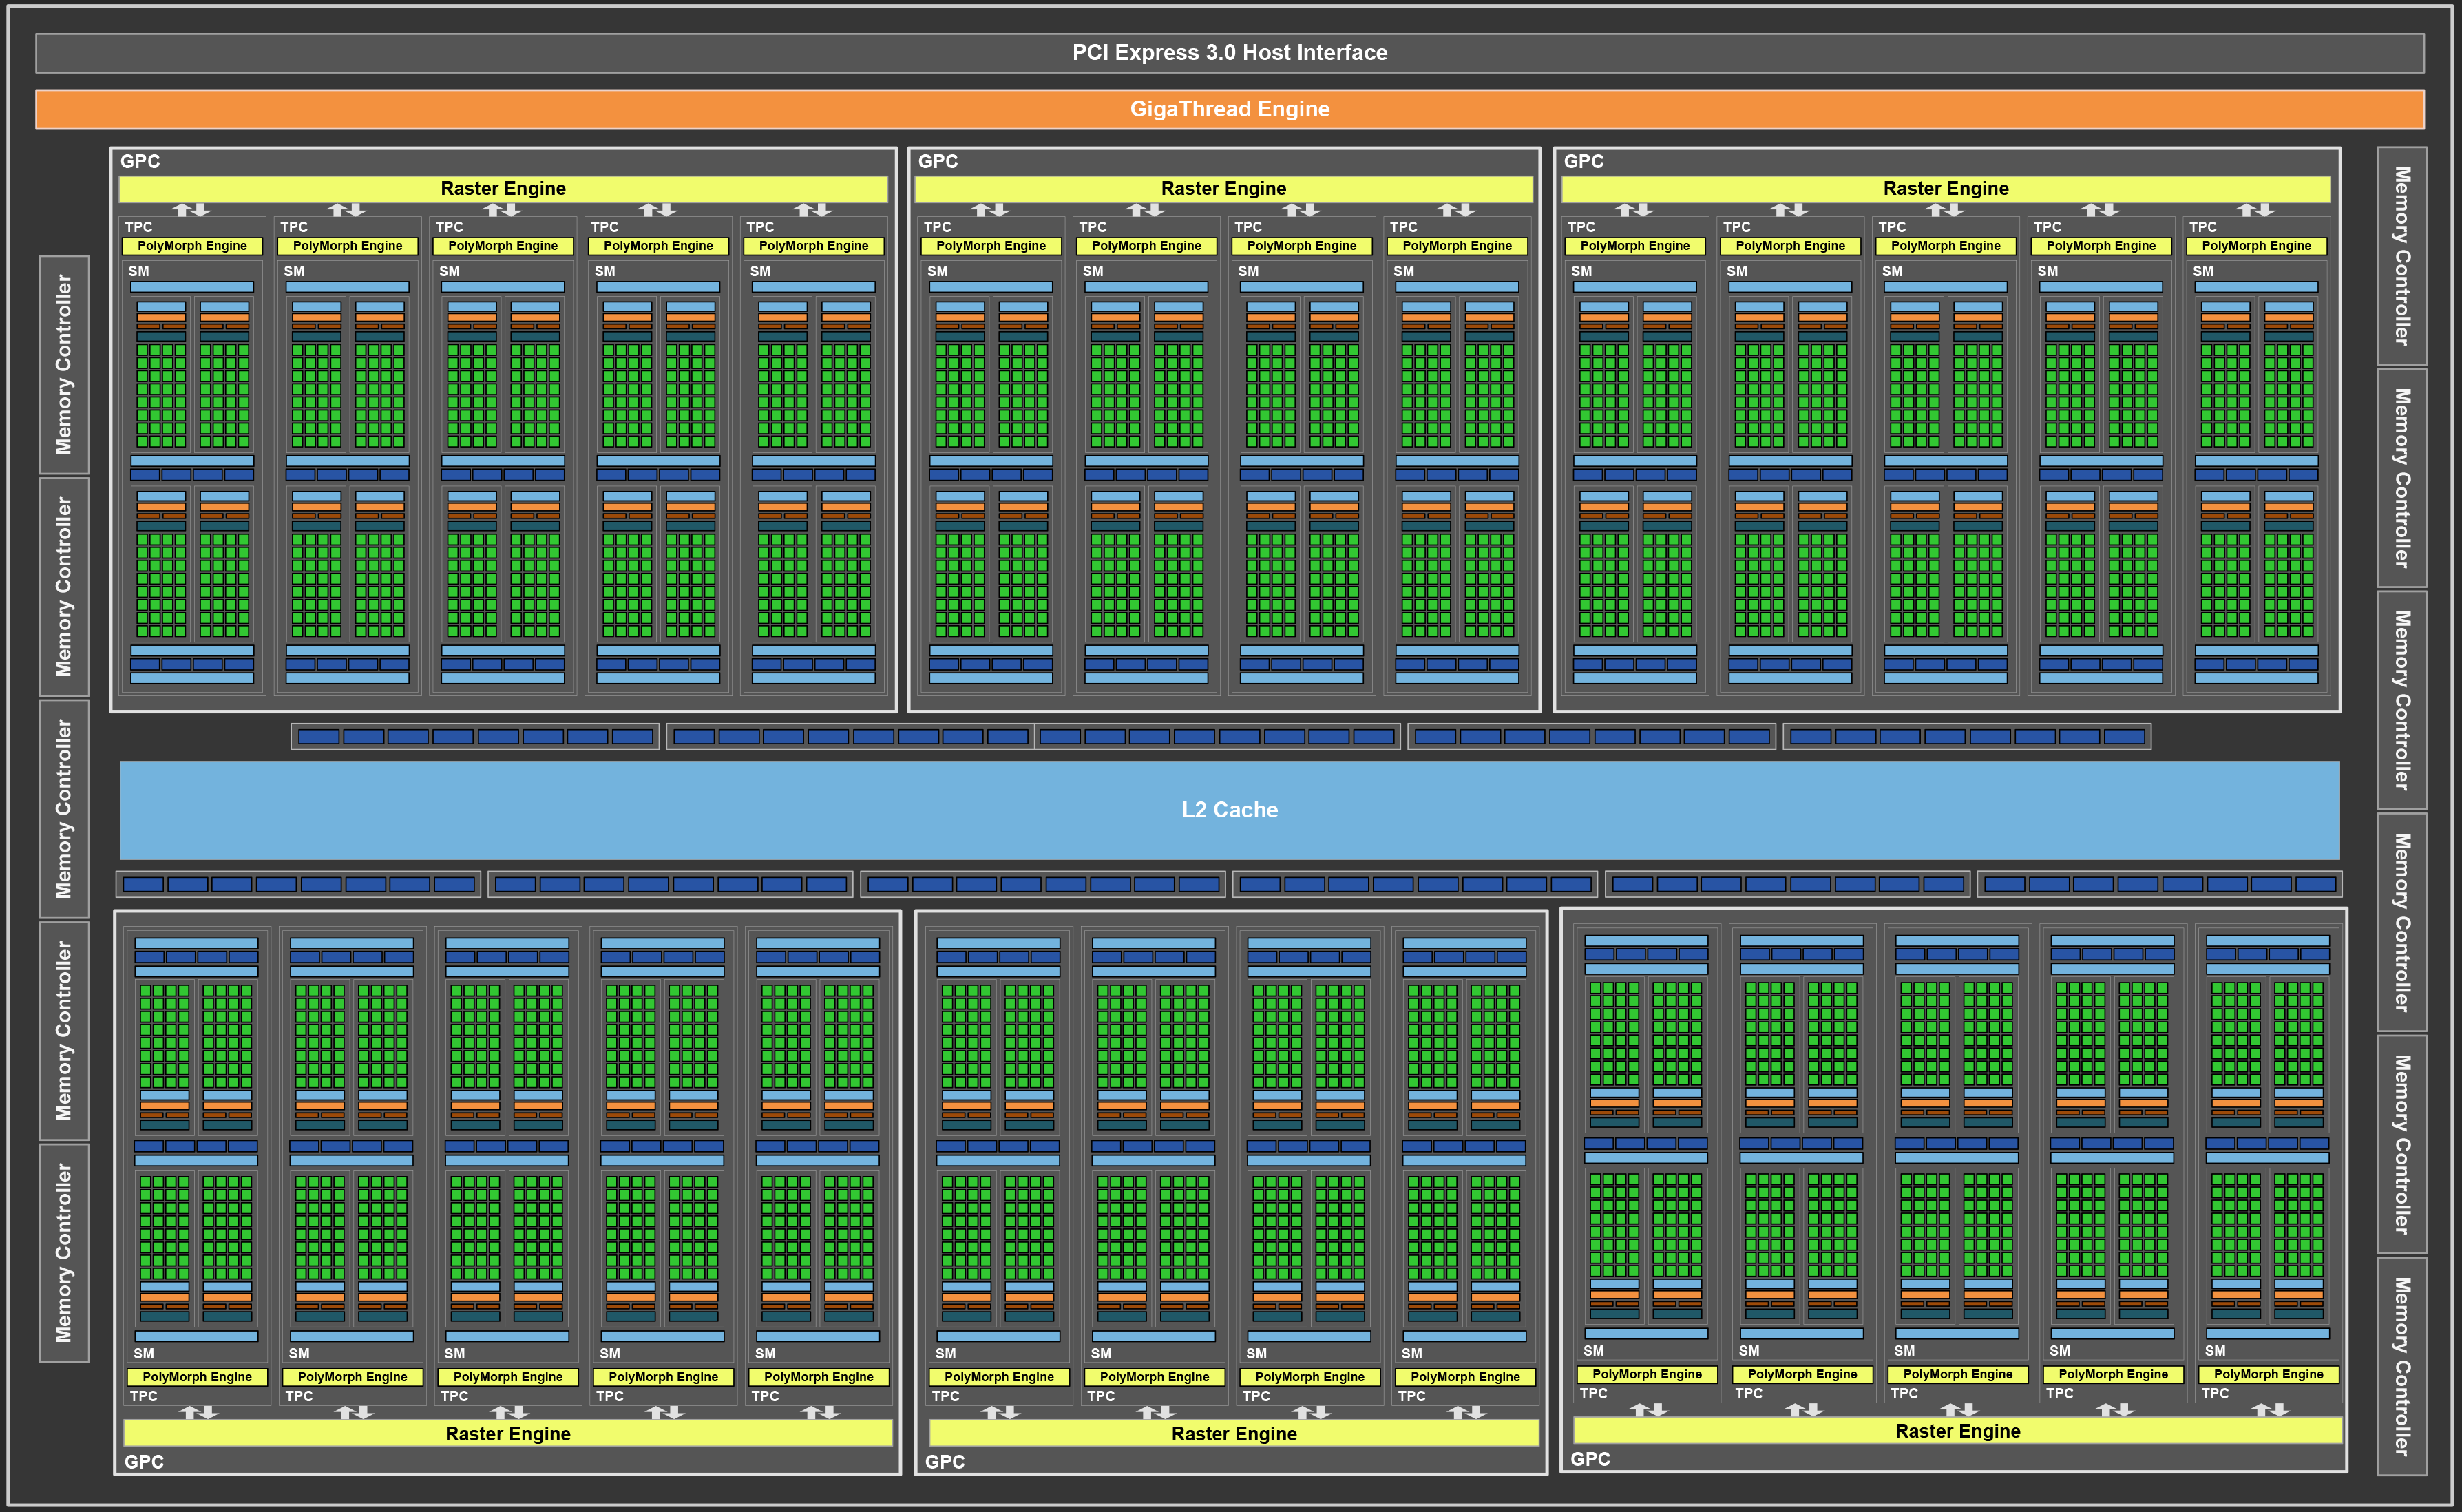 PCI Express 3.0 Host Interface
GigaThread Engine
GPC
Raster Engine
TPC TPC TPC TPC TPC
PolyMorph Engine PolyMorph Engine PolyMorph Engine PolyMorph Engine PolyMorph Engine
SM SM SM SM SM
GPC
Raster Engine
TPC TPC TPC TPC
PolyMorph Engine PolyMorph Engine PolyMorph Engine PolyMorph Engine
SM SM SM SM
GPC
Raster Engine
TPC TPC TPC TPC TPC
PolyMorph Engine PolyMorph Engine PolyMorph Engine PolyMorph Engine PolyMorph Engine
SM SM SM SM SM
Memory Controller
Memory Controller
Memory Controller
Memory Controller
Memory Controller
L2 Cache
Memory Controller
Memory Controller
Memory Controller
Memory Controller
Memory Controller
Memory Controller
SM SM SM SM SM
PolyMorph Engine PolyMorph Engine PolyMorph Engine PolyMorph Engine PolyMorph Engine
TPC TPC TPC TPC TPC
Raster Engine
GPC
SM SM SM SM
PolyMorph Engine PolyMorph Engine PolyMorph Engine PolyMorph Engine
TPC TPC TPC TPC
Raster Engine
GPC
SM SM SM SM SM
PolyMorph Engine PolyMorph Engine PolyMorph Engine PolyMorph Engine PolyMorph Engine
TPC TPC TPC TPC TPC
Raster Engine
GPC